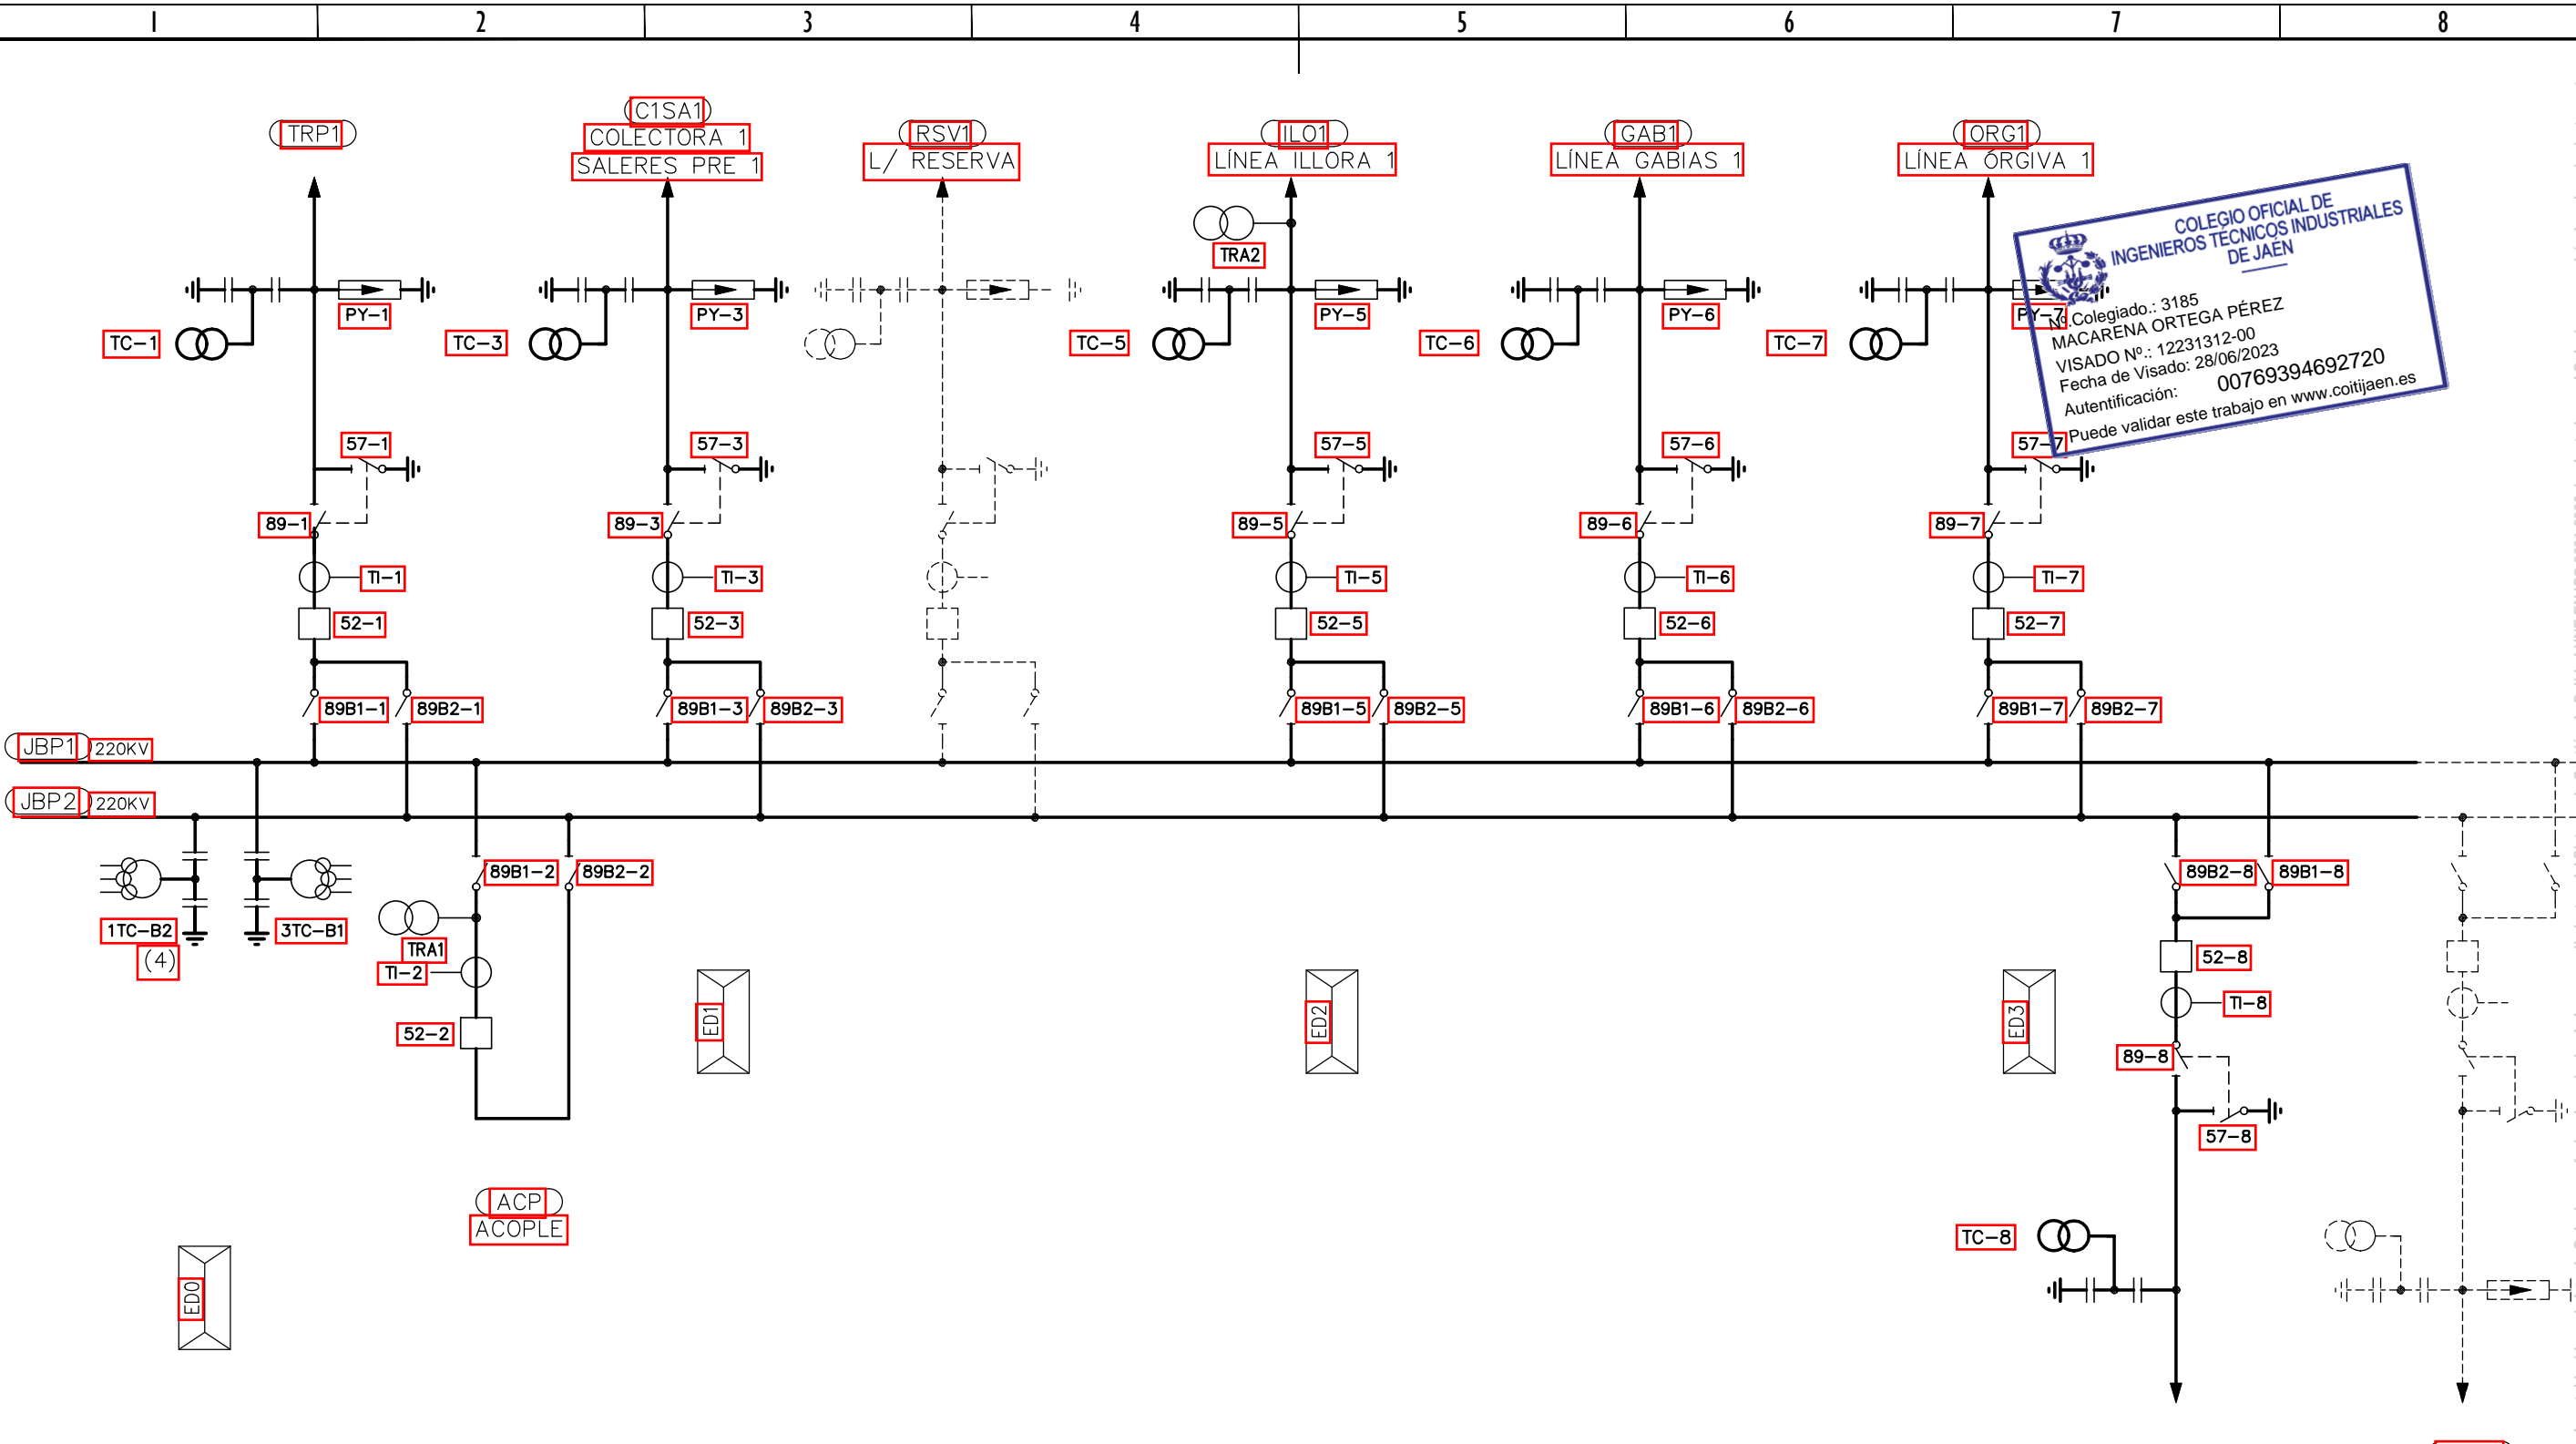 1 2 3 4 5 6 7 8
TRP1
C1SA1
COLECTORA 1
SALERES PRE 1
RSV1
L/ RESERVA
ILO1
LÍNEA ILLORA 1
GAB1
LÍNEA GABIAS 1
ORG1
LÍNEA ÓRGIVA 1
COLEGIO OFICIAL DE
INGENIEROS TÉCNICOS INDUSTRIALES
DE JAÉN
Nº.Colegiado.: 3185
MACARENA ORTEGA PÉREZ
VISADO Nº.: 12231312-00
Fecha de Visado: 28/06/2023
Autentificación: 0076939469​2720
Puede validar este trabajo en www.coitijaen.es
TRA2
PY-1 PY-3 PY-5 PY-6 PY-7
TC-1 TC-3 TC-5 TC-6 TC-7
57-1 57-3 57-5 57-6 57-7
89-1 89-3 89-5 89-6 89-7
TI-1 TI-3 TI-5 TI-6 TI-7
52-1 52-3 52-5 52-6 52-7
89B1-1 89B2-1 89B1-3 89B2-3 89B1-5 89B2-5 89B1-6 89B2-6 89B1-7 89B2-7
JBP1 220KV
JBP2 220KV
89B1-2 89B2-2 89B2-8 89B1-8
1TC-B2 3TC-B1
(4)
TRA1
TI-2
52-2
52-8
TI-8
ED1 ED2 ED3
89-8
57-8
ACP
ACOPLE
TC-8
ED0